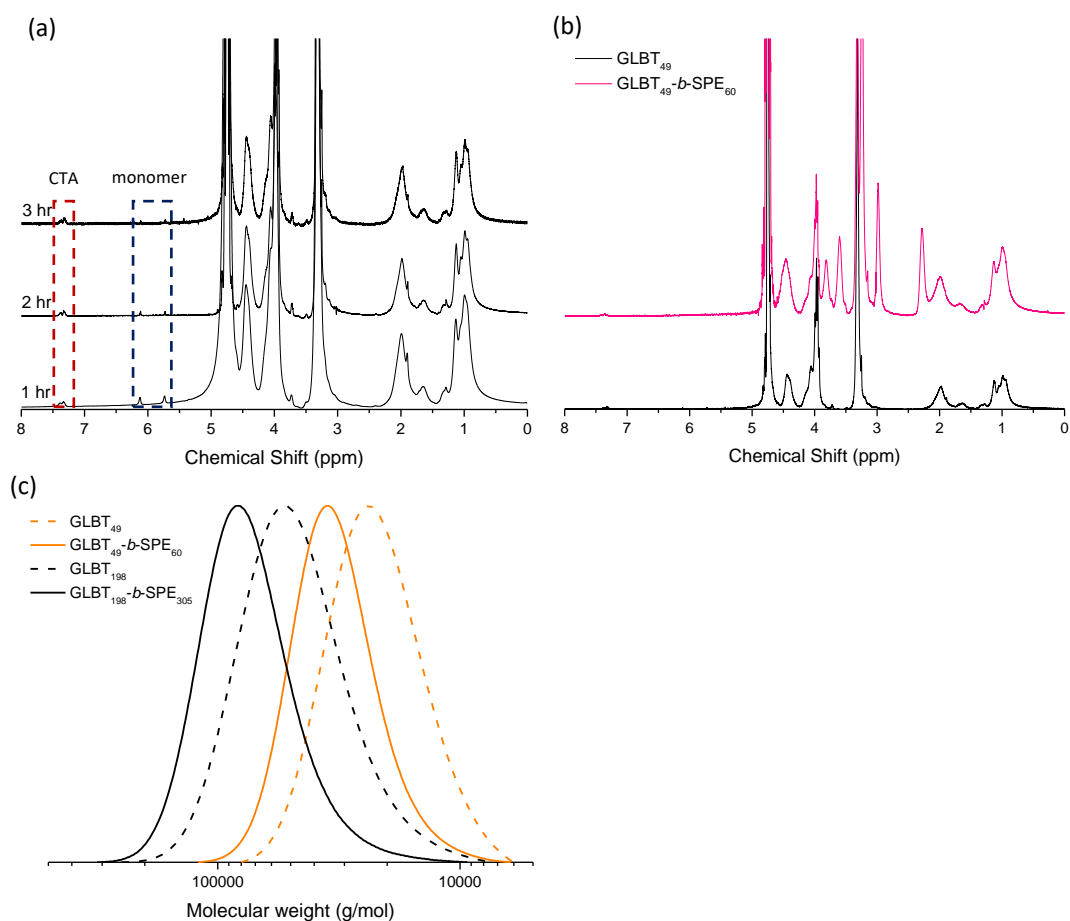 (a)
CTA
monomer
3 hr
2 hr
1 hr
8 7 6 5 4 3 2 1 0
Chemical Shift (ppm)
(b)
GLBT49
GLBT49-b-SPE60
8 7 6 5 4 3 2 1 0
Chemical Shift (ppm)
(c)
GLBT49
GLBT49-b-SPE60
GLBT198
GLBT198-b-SPE305
100000 10000
Molecular weight (g/mol)